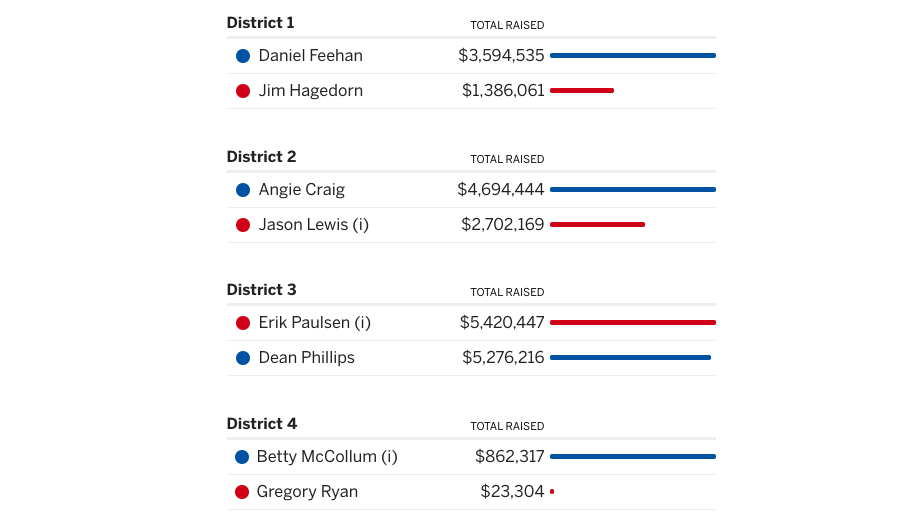 District 1 TOTAL RAISED
Daniel Feehan $3,594,535
Jim Hagedorn $1,386,061
District 2 TOTAL RAISED
Angie Craig $4,694,444
Jason Lewis (i) $2,702,169
District 3 TOTAL RAISED
Erik Paulsen (i) $5,420,447
Dean Phillips $5,276,216
District 4 TOTAL RAISED
Betty McCollum (i) $862,317
Gregory Ryan $23,304